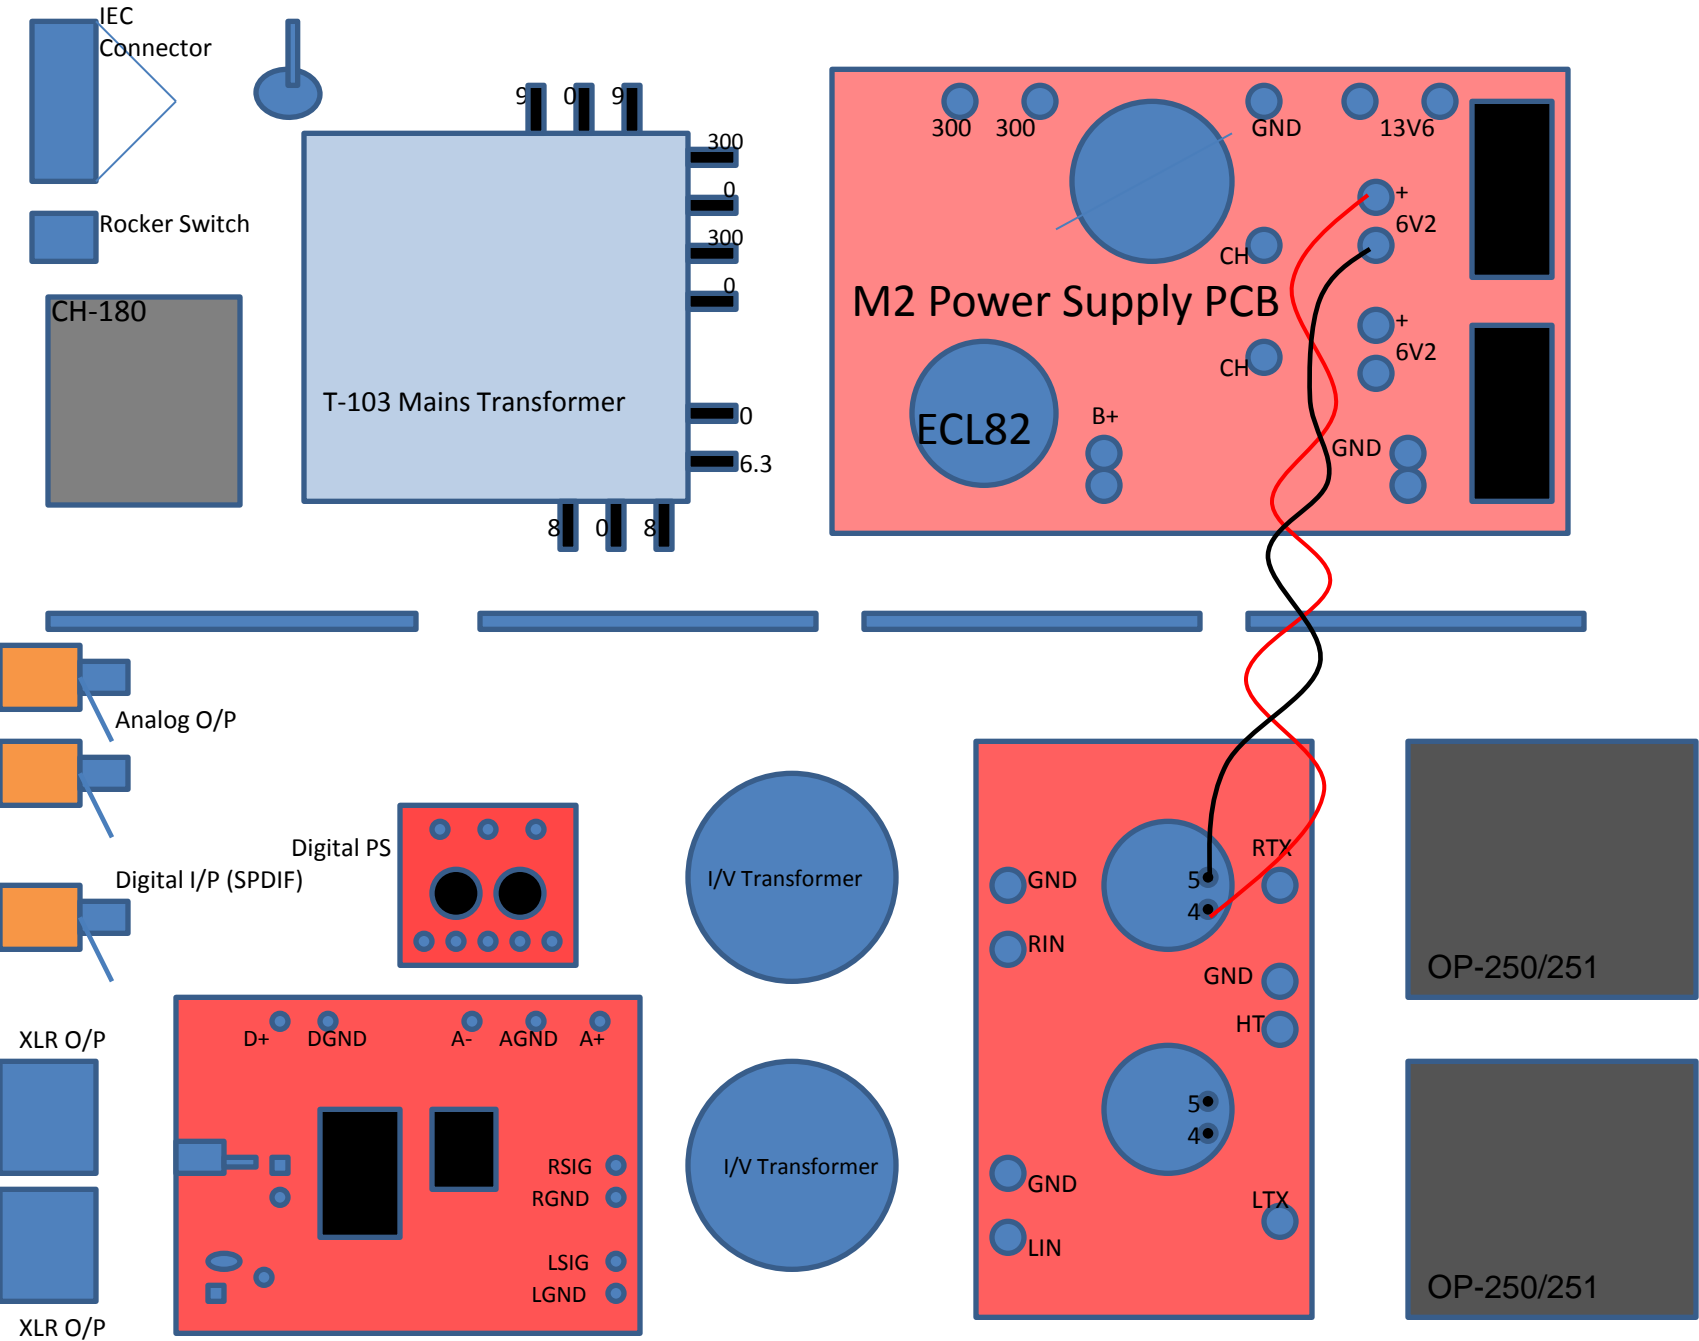 IEC
Connector
Rocker Switch
CH-180
9
0
9
300
0
300
0
T-103 Mains Transformer
0
6.3
8
0
8
300
300
GND
13V6
+
6V2
CH
M2 Power Supply PCB
+
6V2
CH
ECL82
B+
GND
Analog O/P
Digital PS
Digital I/P (SPDIF)
I/V Transformer
GND
RIN
5
4
RTX
GND
HT
OP-250/251
XLR O/P
XLR O/P
D+
DGND
A-
AGND
A+
RSIG
RGND
LSIG
LGND
I/V Transformer
5
4
GND
LIN
LTX
OP-250/251